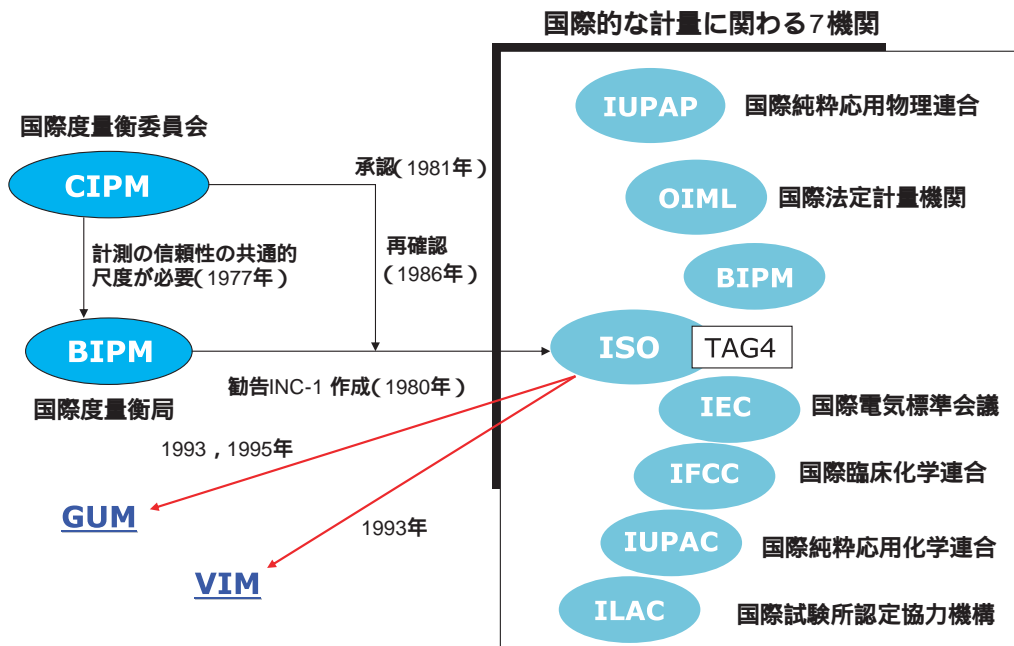 国際的な計量に関わる7機関
国際度量衡委員会
CIPM
承認(1981年)
再確認
(1986年)
計測の信頼性の共通的
尺度が必要(1977年)
BIPM
国際度量衡局
勧告INC-1 作成(1980年)
1993 , 1995年
GUM
1993年
VIM
IUPAP 国際純粋応用物理連合
OIML 国際法定計量機関
BIPM
ISO TAG4
IEC 国際電気標準会議
IFCC 国際臨床化学連合
IUPAC 国際純粋応用化学連合
ILAC 国際試験所認定協力機構